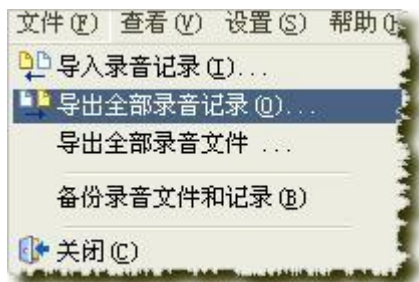 文件(F) 查看(V) 设置(S) 帮助(
导入录音记录(I)...
导出全部录音记录(O)...
导出全部录音文件 ...
备份录音文件和记录(B)
关闭(C)